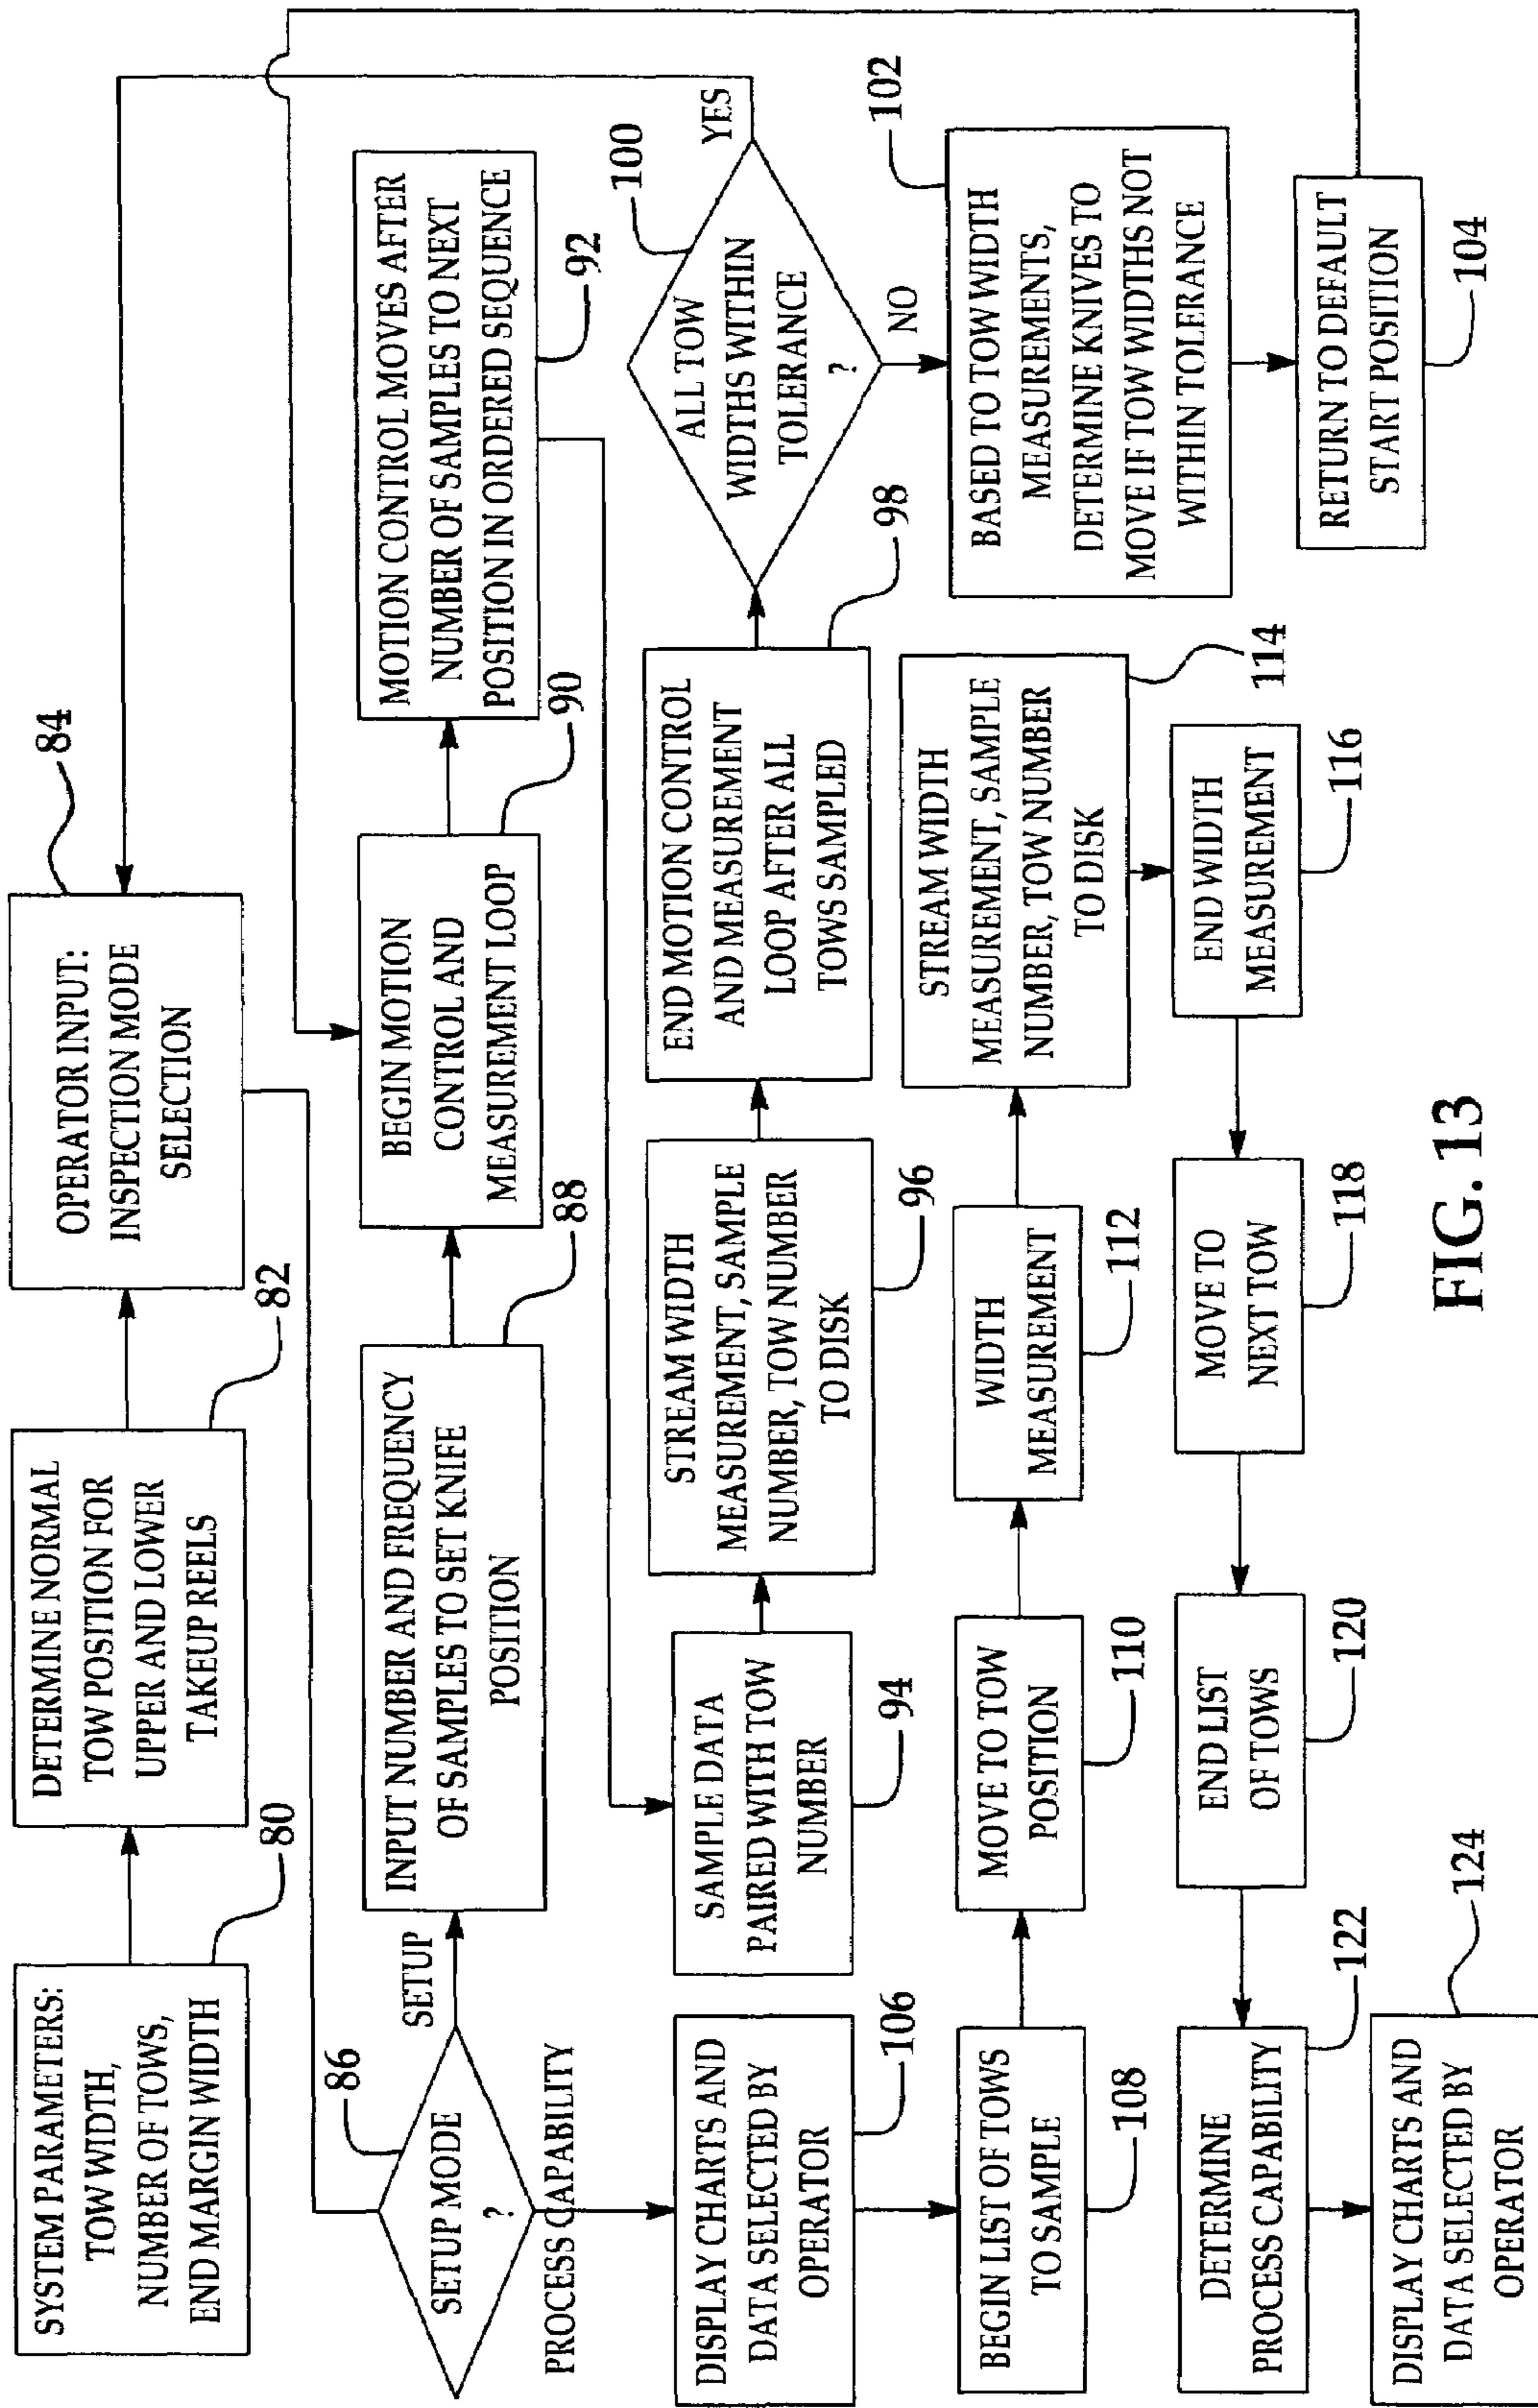 SYSTEM PARAMETERS:
TOW WIDTH,
NUMBER OF TOWS,
END MARGIN WIDTH
80
DETERMINE NORMAL
TOW POSITION FOR
UPPER AND LOWER
TAKEUP REELS
82
OPERATOR INPUT:
INSPECTION MODE
SELECTION
84
SETUP MODE
?
86
SETUP
PROCESS CAPABILITY
INPUT NUMBER AND FREQUENCY
OF SAMPLES TO SET KNIFE
POSITION
88
BEGIN MOTION
CONTROL AND
MEASUREMENT LOOP
90
MOTION CONTROL MOVES AFTER
NUMBER OF SAMPLES TO NEXT
POSITION IN ORDERED SEQUENCE
92
SAMPLE DATA
PAIRED WITH TOW
NUMBER
94
STREAM WIDTH
MEASUREMENT, SAMPLE
NUMBER, TOW NUMBER
TO DISK
96
END MOTION CONTROL
AND MEASUREMENT
LOOP AFTER ALL
TOWS SAMPLED
98
ALL TOW
WIDTHS WITHIN
TOLERANCE
?
100
YES
NO
BASED TO TOW WIDTH
MEASUREMENTS,
DETERMINE KNIVES TO
MOVE IF TOW WIDTHS NOT
WITHIN TOLERANCE
102
RETURN TO DEFAULT
START POSITION
104
DISPLAY CHARTS AND
DATA SELECTED BY
OPERATOR
106
BEGIN LIST OF TOWS
TO SAMPLE
108
MOVE TO TOW
POSITION
110
WIDTH
MEASUREMENT
112
STREAM WIDTH
MEASUREMENT, SAMPLE
NUMBER, TOW NUMBER
TO DISK
114
END WIDTH
MEASUREMENT
116
MOVE TO
NEXT TOW
118
END LIST
OF TOWS
120
DETERMINE
PROCESS CAPABILITY
122
DISPLAY CHARTS AND
DATA SELECTED BY
OPERATOR
124
FIG. 13